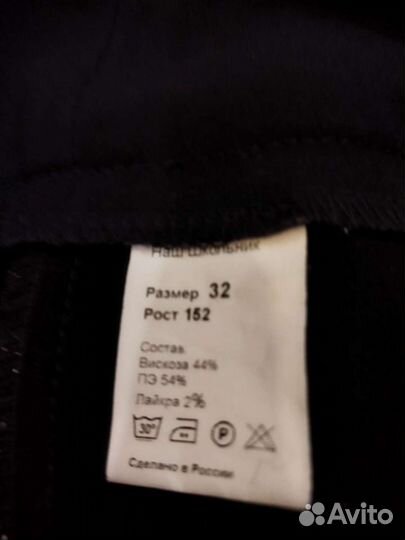 Наш школьник
Размер 32
Рост 152
Состав
Вискоза 44%
ПЭ 54%
Лайкра 2%
30°
P
Сделано в России
Avito